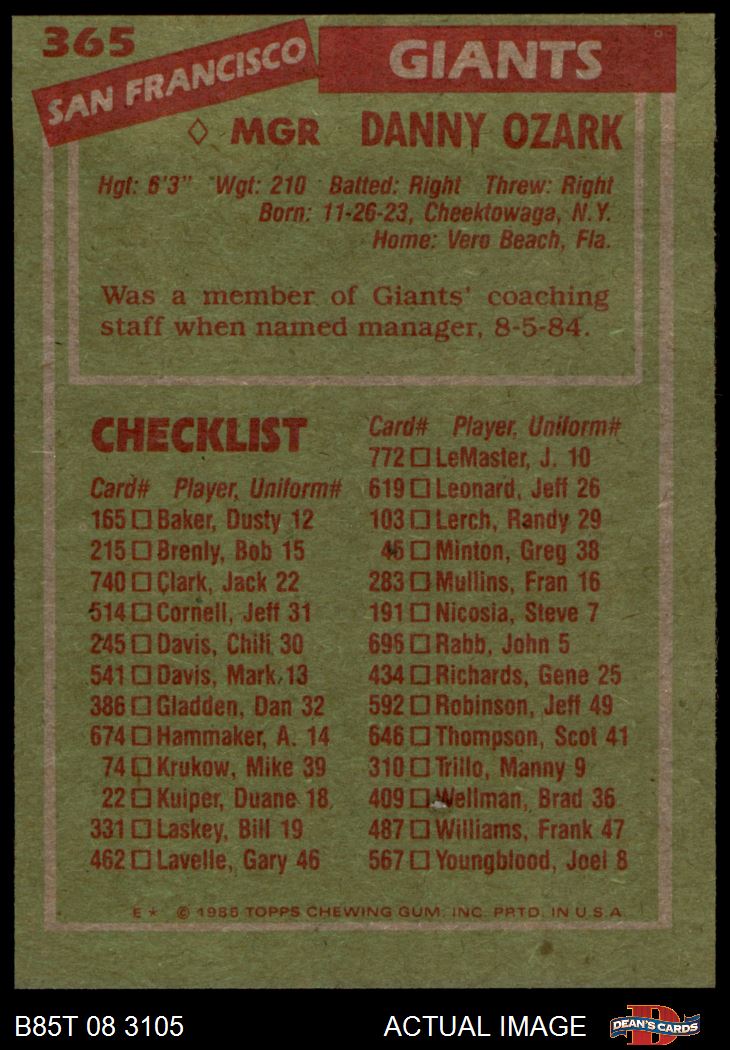 365
SAN FRANCISCO
GIANTS
MGR DANNY OZARK
Hgt: 6'3" Wgt: 210 Batted: Right Threw: Right
Born: 11-26-23, Cheektowaga, N.Y.
Home: Vero Beach, Fla.
Was a member of Giants' coaching
staff when named manager, 8-5-84.
CHECKLIST
Card# Player, Uniform#
165 ☐ Baker, Dusty 12
215 ☐ Brenly, Bob 15
740 ☐ Clark, Jack 22
514 ☐ Cornell, Jeff 31
245 ☐ Davis, Chili 30
541 ☐ Davis, Mark 13
386 ☐ Gladden, Dan 32
674 ☐ Hammaker, A. 14
74 ☐ Krukow, Mike 39
22 ☐ Kuiper, Duane 18
331 ☐ Laskey, Bill 19
462 ☐ Lavelle, Gary 46
Card# Player, Uniform#
772 ☐ LeMaster, J. 10
619 ☐ Leonard, Jeff 26
103 ☐ Lerch, Randy 29
45 ☐ Minton, Greg 38
283 ☐ Mullins, Fran 16
191 ☐ Nicosia, Steve 7
696 ☐ Rabb, John 5
434 ☐ Richards, Gene 25
592 ☐ Robinson, Jeff 49
646 ☐ Thompson, Scot 41
310 ☐ Trillo, Manny 9
409 ☐ Wellman, Brad 36
487 ☐ Williams, Frank 47
567 ☐ Youngblood, Joel 8
E* © 1985 TOPPS CHEWING GUM, INC. PRTD. IN U.S.A.
B85T 08 3105 ACTUAL IMAGE DEAN'S CARDS